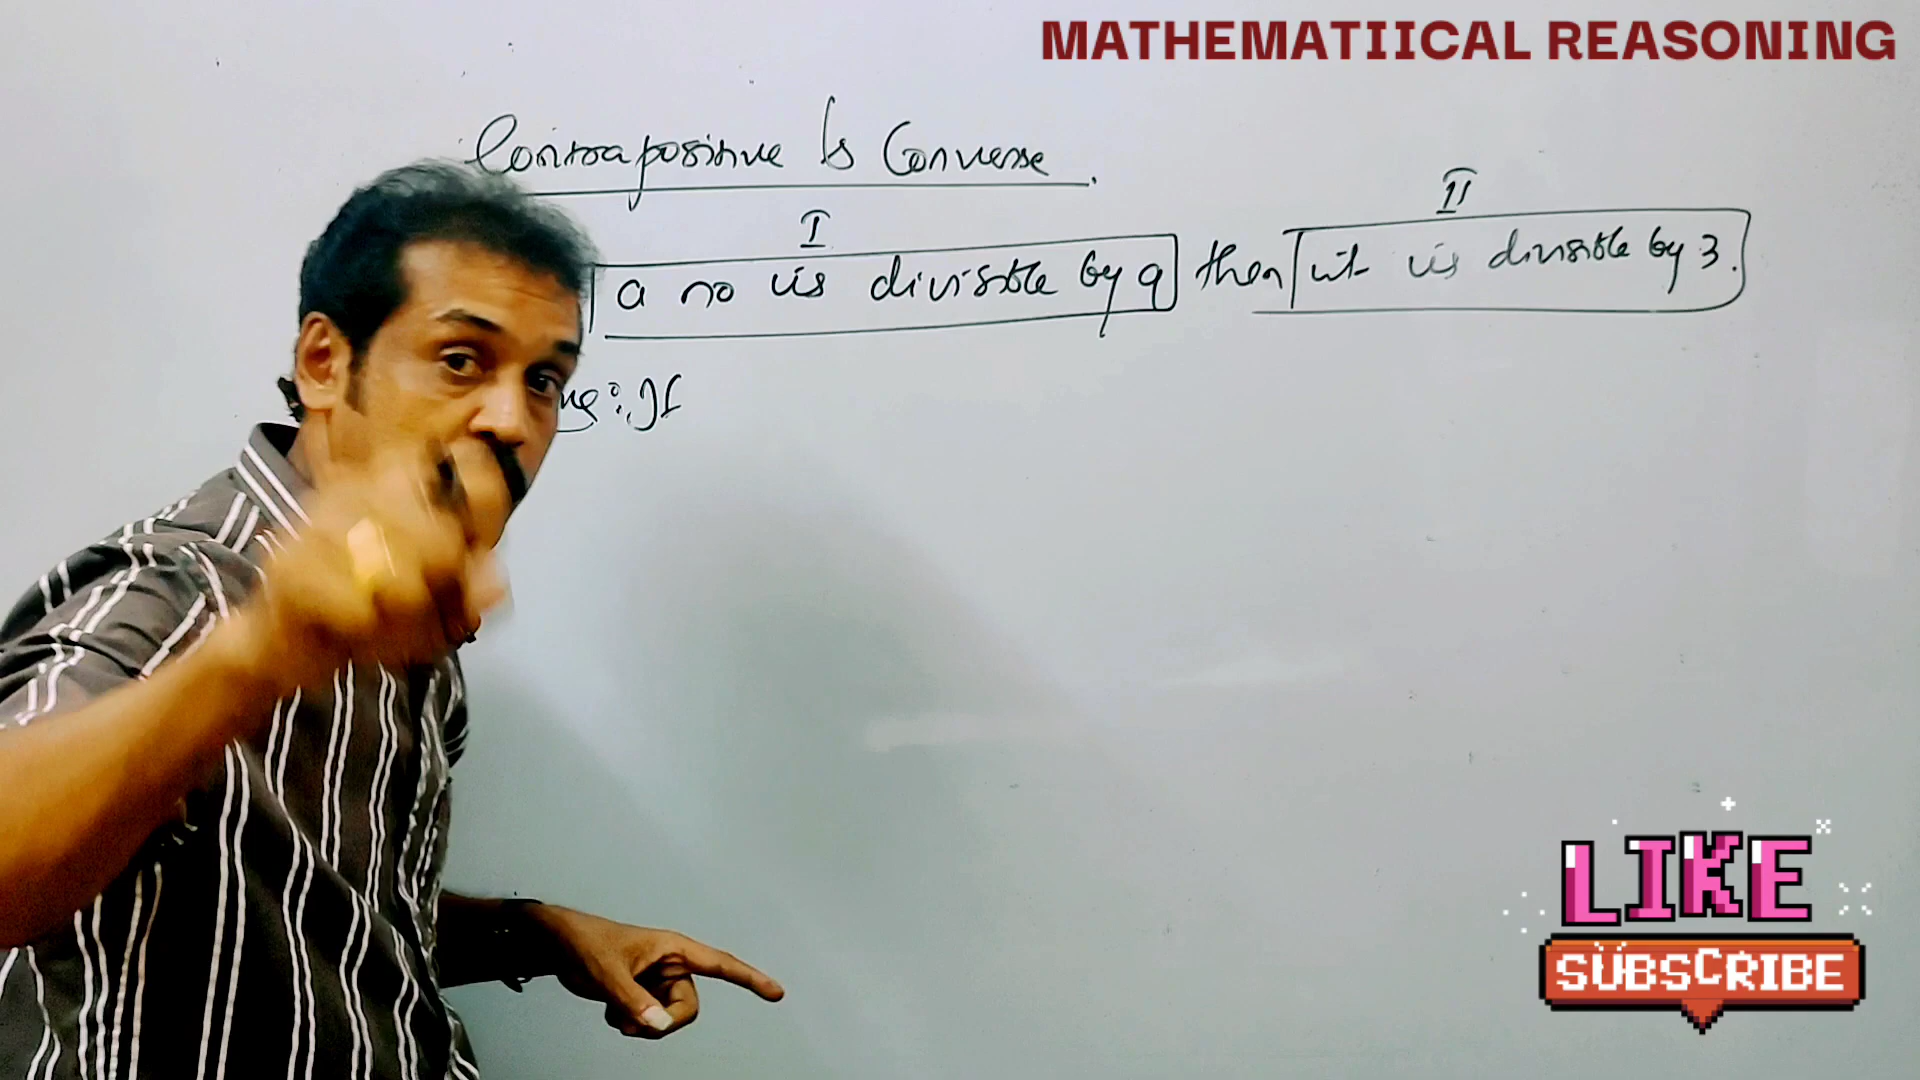 MATHEMATIICAL REASONING
Contrapositive & Converse.
I
II
a no is divisible by 9 then it is divisible by 3.
If
LIKE
SUBSCRIBE